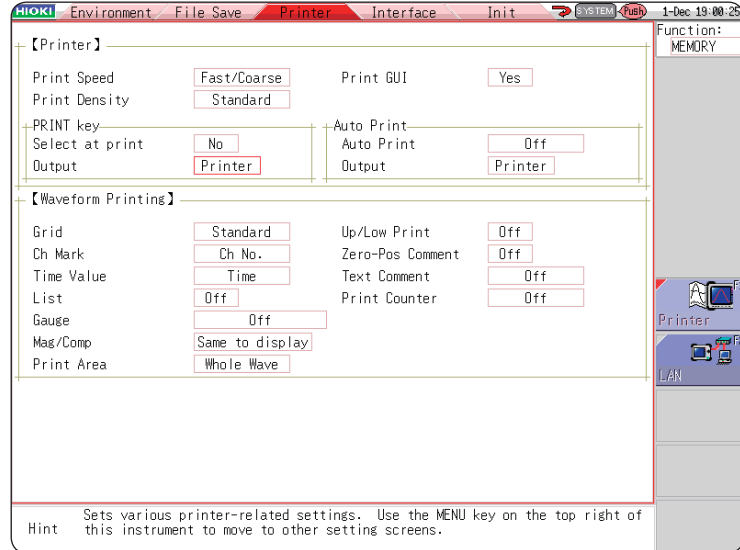 HIOKI Environment File Save Printer Interface Init SYSTEM Push 1-Dec 19:00:25
Function:
MEMORY
【Printer】
Print Speed Fast/Coarse Print GUI Yes
Print Density Standard
PRINT key Auto Print
Select at print No Auto Print Off
Output Printer Output Printer
【Waveform Printing】
Grid Standard Up/Low Print Off
Ch Mark Ch No. Zero-Pos Comment Off
Time Value Time Text Comment Off
List Off Print Counter Off
Gauge Off
Mag/Comp Same to display
Print Area Whole Wave
F
Printer
F
LAN
Hint Sets various printer-related settings. Use the MENU key on the top right of
this instrument to move to other setting screens.